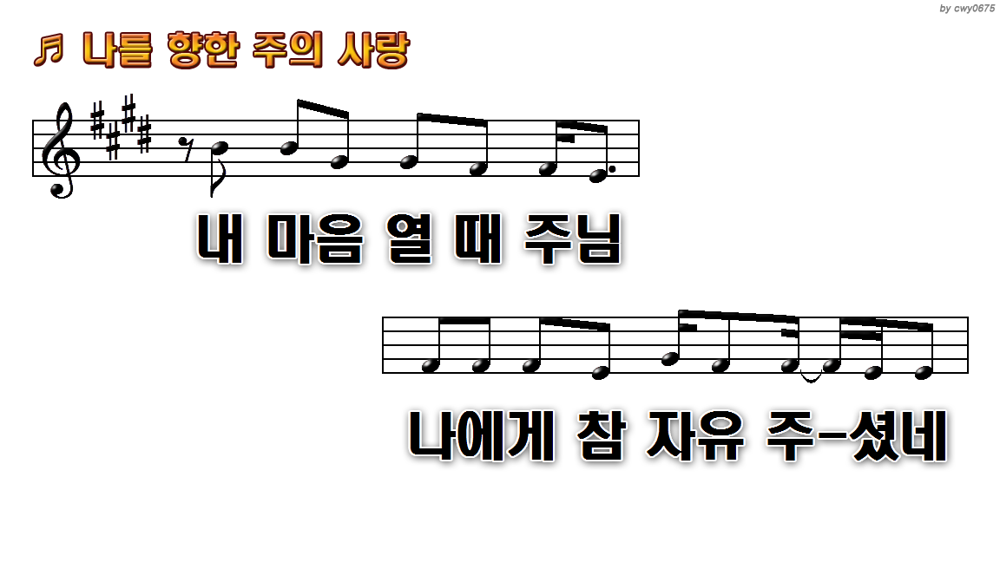 by cwy0675
♬ 나를 향한 주의 사랑
내 마음 열 때 주님
나에게 참 자유 주-셨네